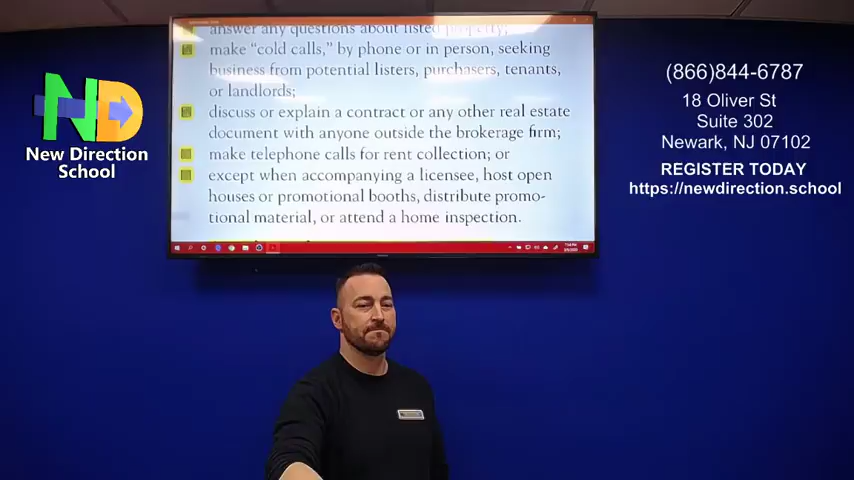 answer any questions about listed property;
make "cold calls," by phone or in person, seeking
business from potential listers, purchasers, tenants,
or landlords;
discuss or explain a contract or any other real estate
document with anyone outside the brokerage firm;
make telephone calls for rent collection; or
except when accompanying a licensee, host open
houses or promotional booths, distribute promo-
tional material, or attend a home inspection.
ND
New Direction
School
(866)844-6787
18 Oliver St
Suite 302
Newark, NJ 07102
REGISTER TODAY
https://newdirection.school